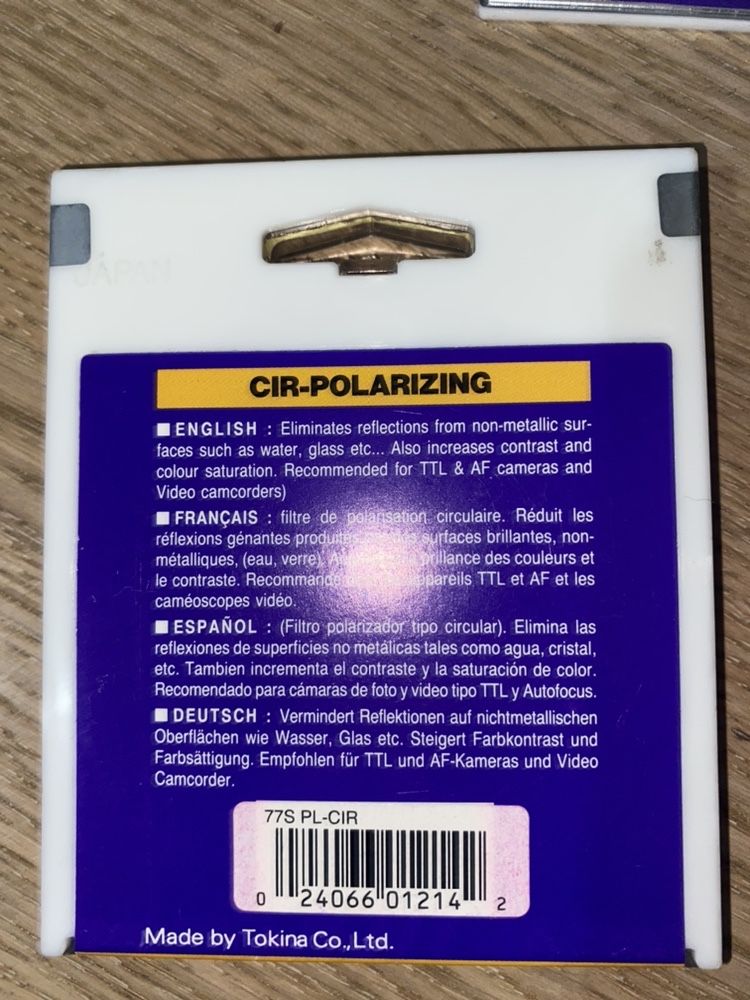 JAPAN
CIR-POLARIZING
■ ENGLISH : Eliminates reflections from non-metallic sur-
faces such as water, glass etc... Also increases contrast and
colour saturation. Recommended for TTL & AF cameras and
Video camcorders)
■ FRANÇAIS : filtre de polarisation circulaire. Réduit les
réflexions génantes produites surfaces brillantes, non-
métalliques, (eau, verre). brillance des couleurs et
le contraste. Recommandé appareils TTL et AF et les
caméoscopes vidéo.
■ ESPAÑOL : (Filtro polarizador tipo circular). Elimina las
reflexiones de superficies no metálicas tales como agua, cristal,
etc. Tambien incrementa el contraste y la saturación de color.
Recomendado para cámaras de foto y video tipo TTL y Autofocus.
■ DEUTSCH : Vermindert Reflektionen auf nichtmetallischen
Oberflächen wie Wasser, Glas etc. Steigert Farbkontrast und
Farbsättigung. Empfohlen für TTL und AF-Kameras und Video
Camcorder.
77S PL-CIR
0 24066 01214 2
Made by Tokina Co.,Ltd.